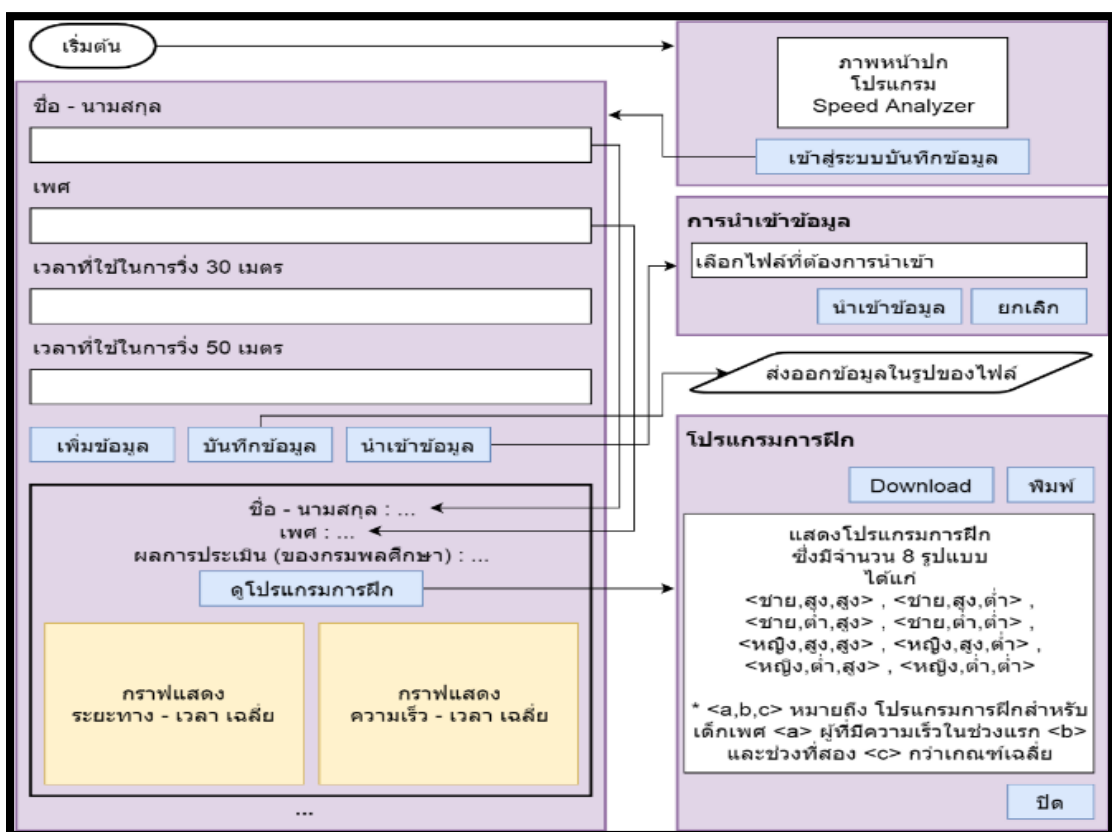 เริ่มต้น
ภาพหน้าปก
โปรแกรม
Speed Analyzer
เข้าสู่ระบบบันทึกข้อมูล
ชื่อ - นามสกุล
เพศ
เวลาที่ใช้ในการวิ่ง 30 เมตร
เวลาที่ใช้ในการวิ่ง 50 เมตร
เพิ่มข้อมูล
บันทึกข้อมูล
นำเข้าข้อมูล
ชื่อ - นามสกุล : ...
เพศ : ...
ผลการประเมิน (ของกรมพลศึกษา) : ...
ดูโปรแกรมการฝึก
กราฟแสดง
ระยะทาง - เวลา เฉลี่ย
กราฟแสดง
ความเร็ว - เวลา เฉลี่ย
...
การนำเข้าข้อมูล
เลือกไฟล์ที่ต้องการนำเข้า
นำเข้าข้อมูล
ยกเลิก
ส่งออกข้อมูลในรูปของไฟล์
โปรแกรมการฝึก
Download
พิมพ์
แสดงโปรแกรมการฝึก
ซึ่งมีจำนวน 8 รูปแบบ
ได้แก่
<ชาย,สูง,สูง> , <ชาย,สูง,ต่ำ> ,
<ชาย,ต่ำ,สูง> , <ชาย,ต่ำ,ต่ำ> ,
<หญิง,สูง,สูง> , <หญิง,สูง,ต่ำ> ,
<หญิง,ต่ำ,สูง> , <หญิง,ต่ำ,ต่ำ>
* <a,b,c> หมายถึง โปรแกรมการฝึกสำหรับ
เด็กเพศ <a> ผู้ที่มีความเร็วในช่วงแรก <b>
และช่วงที่สอง <c> กว่าเกณฑ์เฉลี่ย
ปิด